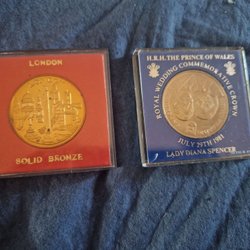 LONDON
SOLID BRONZE
H.R.H. THE PRINCE OF WALES
ROYAL WEDDING COMMEMORATIVE CROWN
JULY 29TH 1981
LADY DIANA SPENCER